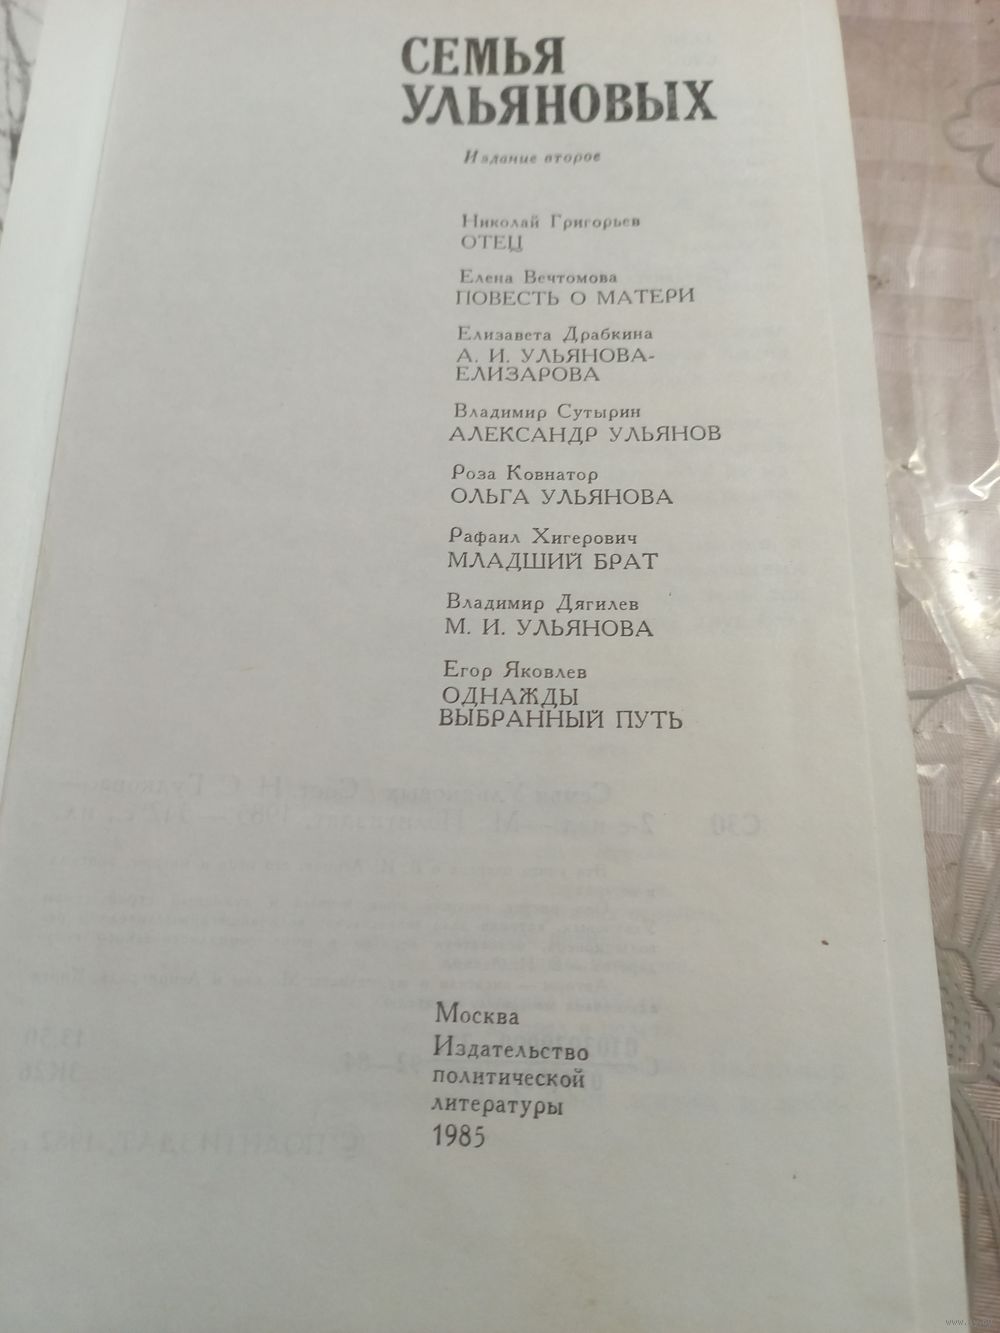 СЕМЬЯ
УЛЬЯНОВЫХ
Издание второе
Николай Григорьев
ОТЕЦ
Елена Вечтомова
ПОВЕСТЬ О МАТЕРИ
Елизавета Драбкина
А. И. УЛЬЯНОВА-
ЕЛИЗАРОВА
Владимир Сутырин
АЛЕКСАНДР УЛЬЯНОВ
Роза Ковнатор
ОЛЬГА УЛЬЯНОВА
Рафаил Хигерович
МЛАДШИЙ БРАТ
Владимир Дягилев
М. И. УЛЬЯНОВА
Егор Яковлев
ОДНАЖДЫ
ВЫБРАННЫЙ ПУТЬ
Москва
Издательство
политической
литературы
1985